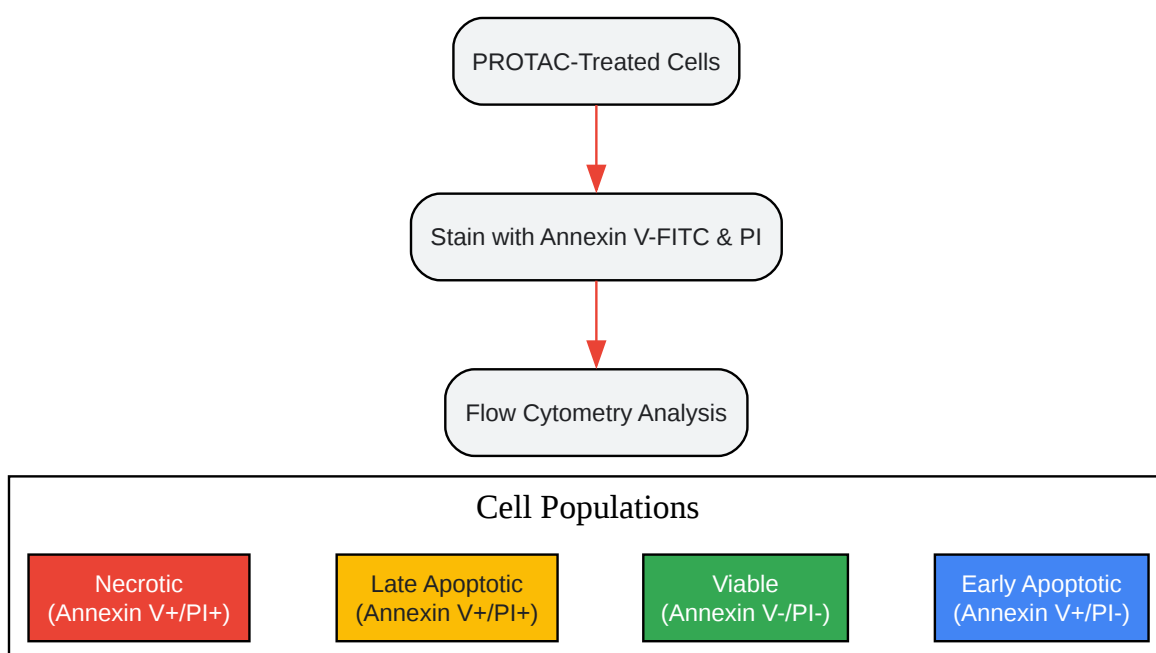 PROTAC-Treated Cells
Stain with Annexin V-FITC & PI
Flow Cytometry Analysis
Cell Populations
Necrotic
(Annexin V+/PI+)
Late Apoptotic
(Annexin V+/PI+)
Viable
(Annexin V-/PI-)
Early Apoptotic
(Annexin V+/PI-)